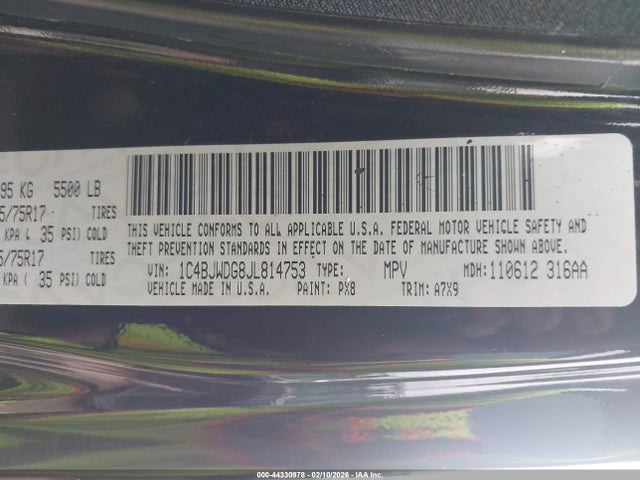 95 KG 5500 LB
5/75R17 TIRES
KPA ( 35 PSI) COLD
5/75R17 TIRES
KPA ( 35 PSI) COLD
THIS VEHICLE CONFORMS TO ALL APPLICABLE U.S.A. FEDERAL MOTOR VEHICLE SAFETY AND
THEFT PREVENTION STANDARDS IN EFFECT ON THE DATE OF MANUFACTURE SHOWN ABOVE.
VIN: 1C4BJWDG8JL814753 TYPE: MPV MDH: 110612 316AA
VEHICLE MADE IN U.S.A. PAINT: PX8 TRIM: A7X9
000-44330978 - 02/10/2026 - IAA Inc.